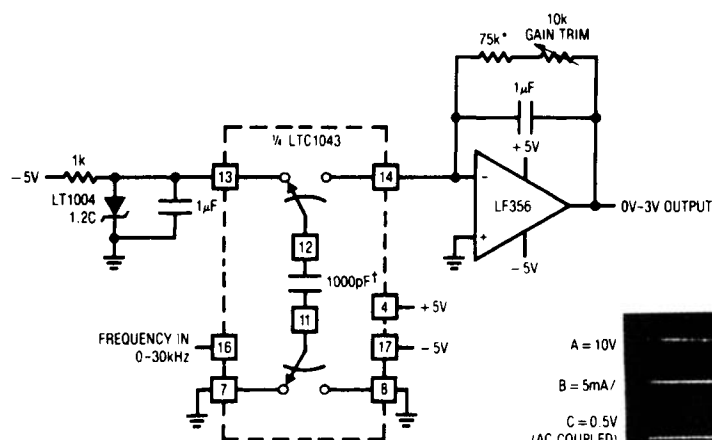 10k
GAIN TRIM
75k*
1µF
+5V
¼ LTC1043
-5V
1k
13
14
LT1004
1.2C
1µF
-
LF356
0V-3V OUTPUT
+
-5V
12
1000pF†
11
4
+5V
FREQUENCY IN
0-30kHz
16
17
-5V
7
8
A = 10V
B = 5mA/
C = 0.5V
(AC COUPLED)